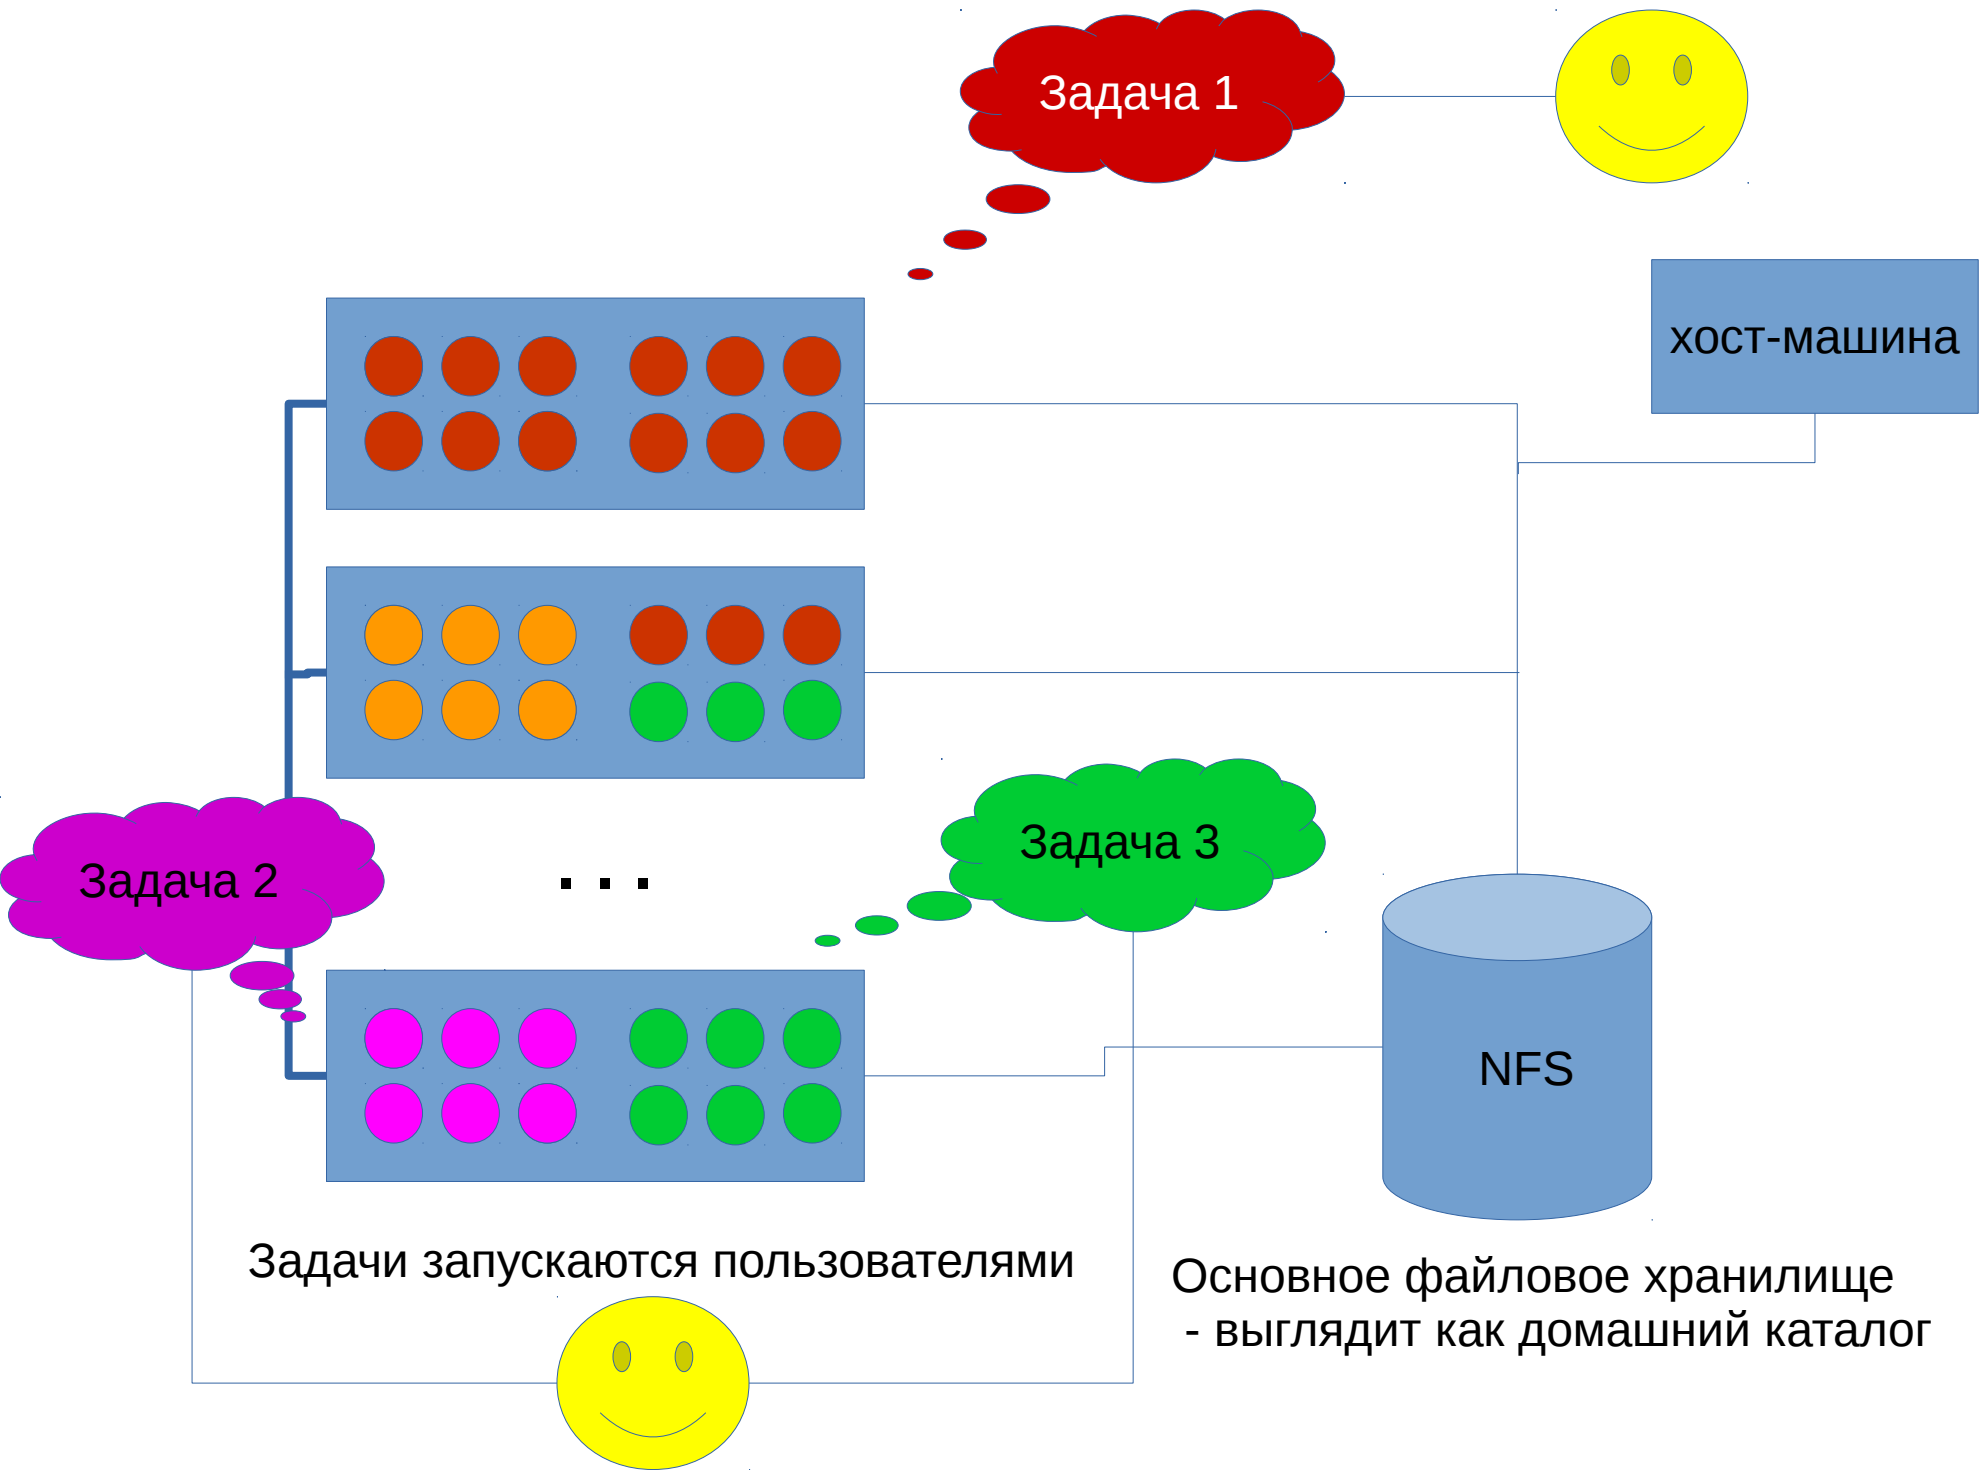 Задача 1
хост-машина
Задача 3
Задача 2
. . .
NFS
Задачи запускаются пользователями
Основное файловое хранилище
- выглядит как домашний каталог